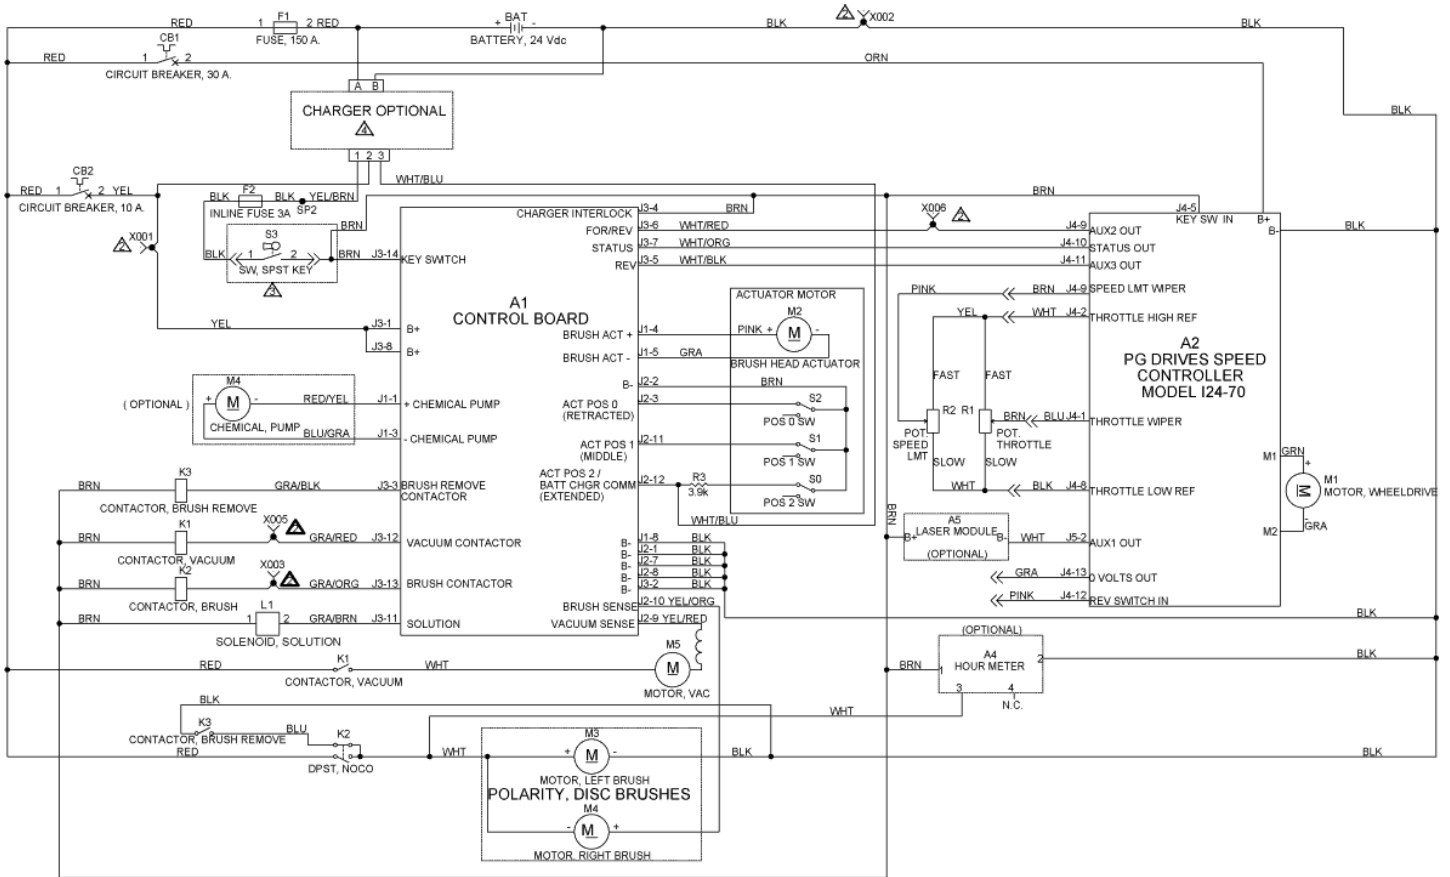 RED 1 F1 2 RED + BAT - BLK 2 X002 BLK
FUSE, 150 A. BATTERY, 24 Vdc
CB1
RED 1 2 ORN
CIRCUIT BREAKER, 30 A.
A B
CHARGER OPTIONAL
4
BLK
1 2 3
WHT/BLU
CB2
RED 1 2 YEL
CIRCUIT BREAKER, 10 A.
BLK F2 BLK YEL/BRN
INLINE FUSE 3A SP2
BRN
2 X001
S3
BLK 1 2 BRN J3-14 KEY SWITCH
SW, SPST KEY
3
CHARGER INTERLOCK J3-4 BRN
FOR/REV J3-6 WHT/RED
STATUS J3-7 WHT/ORG
REV J3-5 WHT/BLK
BRN
X006 2
J4-5
KEY SW IN B+
B- BLK
J4-9 AUX2 OUT
J4-10 STATUS OUT
J4-11 AUX3 OUT
PINK BRN J4-9 SPEED LMT WIPER
YEL WHT J4-2 THROTTLE HIGH REF
A1
CONTROL BOARD
YEL J3-1 B+
J3-8 B+
ACTUATOR MOTOR
M2
BRUSH ACT + J1-4 PINK + M -
BRUSH ACT - J1-5 GRA
BRUSH HEAD ACTUATOR
B- J2-2 BRN
ACT POS 0 J2-3 S2
(RETRACTED)
POS 0 SW
ACT POS 1 J2-11 S1
(MIDDLE)
POS 1 SW
ACT POS 2 /
BATT CHGR COMM J2-12 R3 S0
(EXTENDED) 3.9k
POS 2 SW
WHT/BLU
A2
PG DRIVES SPEED
CONTROLLER
MODEL I24-70
FAST FAST
R2 R1 BRN BLU J4-1 THROTTLE WIPER
POT. POT.
SPEED THROTTLE
LMT
SLOW SLOW
WHT BLK J4-8 THROTTLE LOW REF
M1 GRN
+
M M1
MOTOR, WHEELDRIVE
-
M2 GRA
M4
( OPTIONAL ) + M - RED/YEL J1-1 + CHEMICAL PUMP
CHEMICAL, PUMP
BLU/GRA J1-3 - CHEMICAL PUMP
K3
BRN GRA/BLK J3-3 BRUSH REMOVE
CONTACTOR
CONTACTOR, BRUSH REMOVE
K1 X005 2
BRN GRA/RED J3-12 VACUUM CONTACTOR
CONTACTOR, VACUUM
K2 X003 2
BRN GRA/ORG J3-13 BRUSH CONTACTOR
CONTACTOR, BRUSH
L1
BRN 1 2 GRA/BRN J3-11 SOLUTION
SOLENOID, SOLUTION
B- J1-8 BLK
B- J2-1 BLK
B- J2-7 BLK
B- J2-8 BLK
B- J3-2 BLK
BRUSH SENSE J2-10 YEL/ORG
VACUUM SENSE J2-9 YEL/RED
BRN
A5
B+ LASER MODULE B- WHT J5-2 AUX1 OUT
(OPTIONAL)
GRA J4-13 0 VOLTS OUT
PINK J4-12 REV SWITCH IN
BLK
RED K1 WHT
CONTACTOR, VACUUM
M5
M
MOTOR, VAC
(OPTIONAL)
A4
BRN 1 HOUR METER 2 BLK
3 4
N.C.
BLK
WHT
K3 BLU K2
CONTACTOR, BRUSH REMOVE
RED WHT
DPST, NOCO
M3
+ M - BLK BLK
MOTOR, LEFT BRUSH
POLARITY, DISC BRUSHES
M4
- M +
MOTOR, RIGHT BRUSH